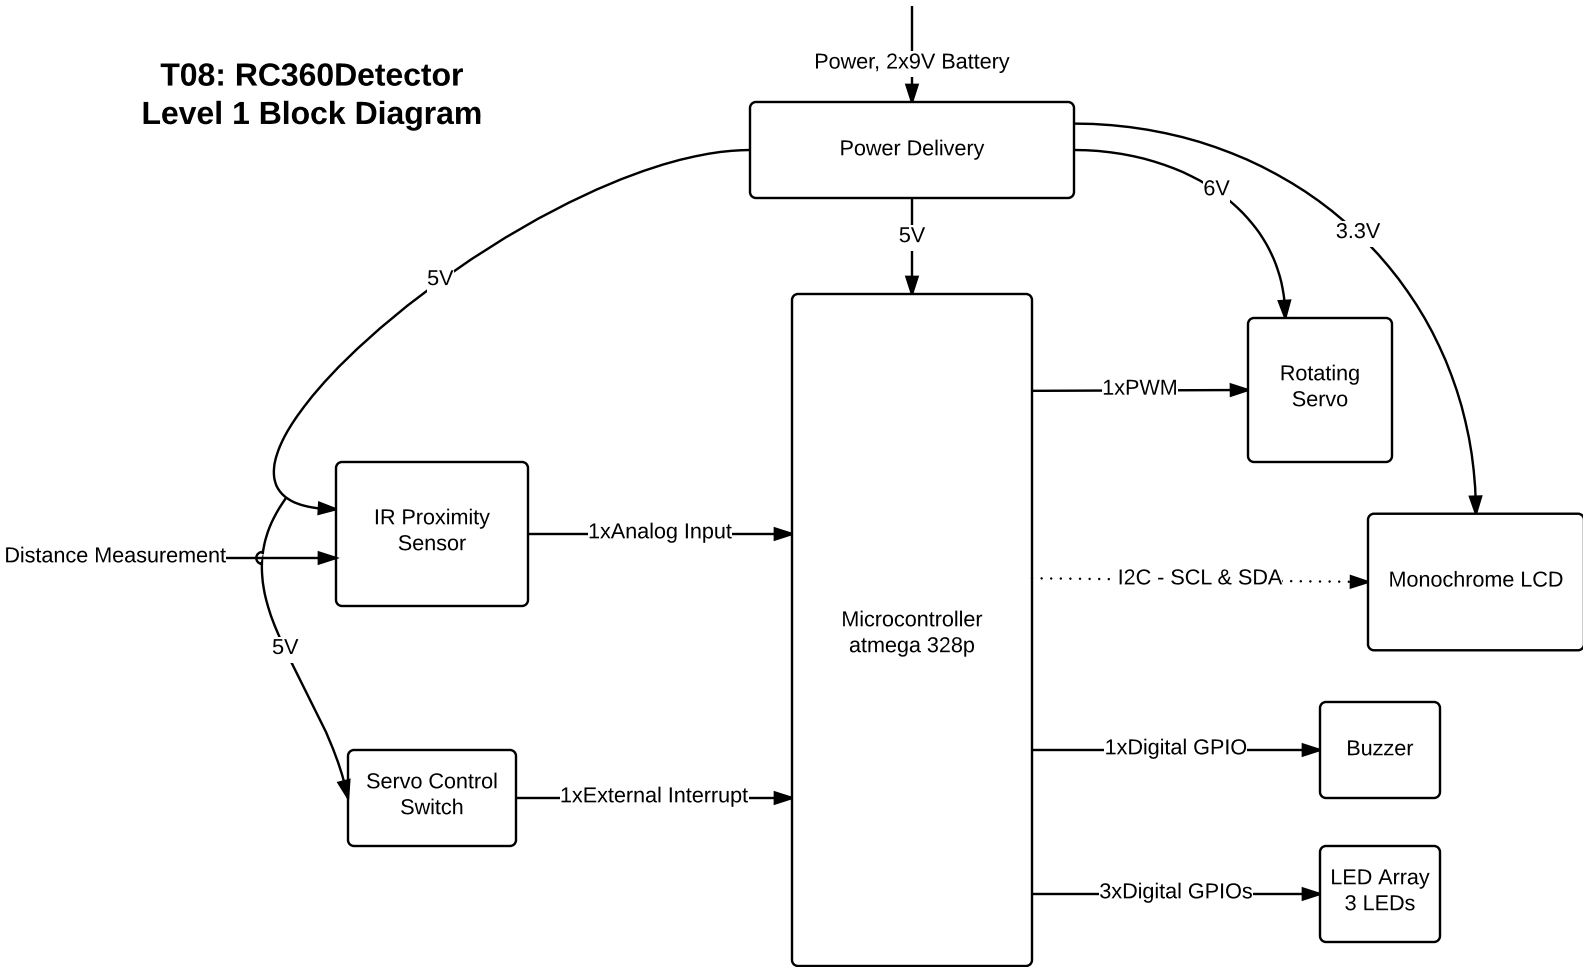 T08: RC360Detector
Level 1 Block Diagram
Power, 2x9V Battery
Power Delivery
6V
3.3V
5V
5V
Rotating
Servo
1xPWM
IR Proximity
Sensor
1xAnalog Input
Distance Measurement
I2C - SCL & SDA
Monochrome LCD
Microcontroller
atmega 328p
5V
1xDigital GPIO
Buzzer
Servo Control
Switch
1xExternal Interrupt
3xDigital GPIOs
LED Array
3 LEDs